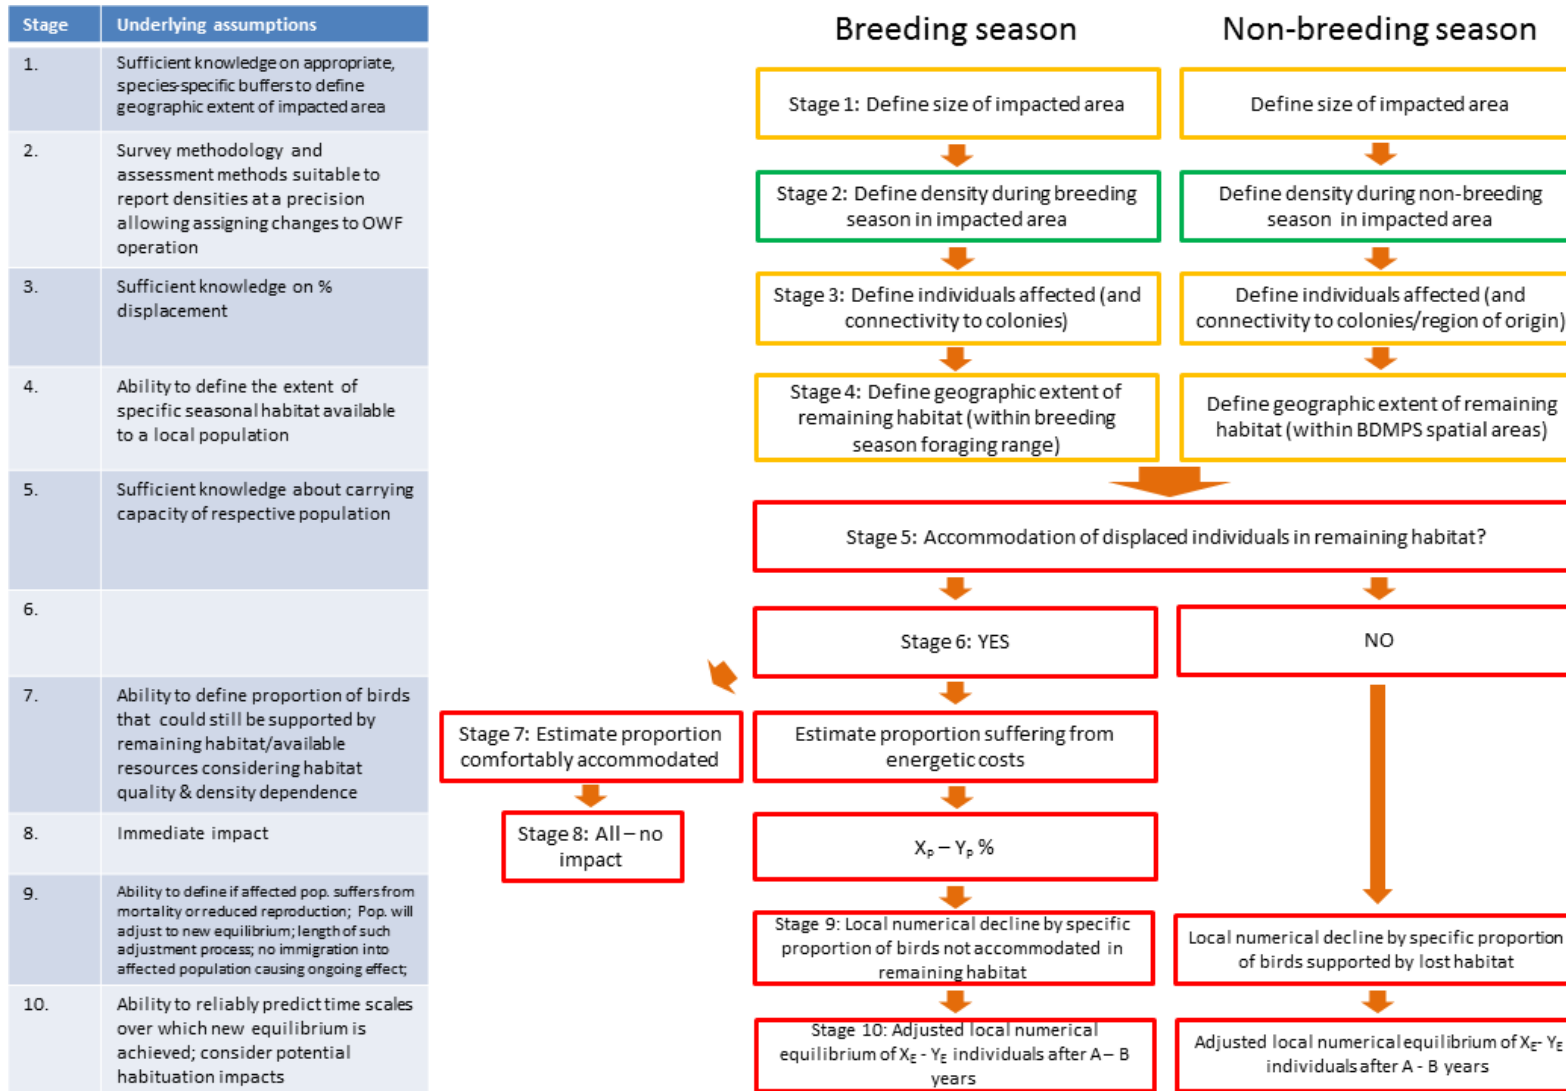 Stage Underlying assumptions
1. Sufficient knowledge on appropriate,
species-specific buffers to define
geographic extent of impacted area
2. Survey methodology and
assessment methods suitable to
report densities at a precision
allowing assigning changes to OWF
operation
3. Sufficient knowledge on %
displacement
4. Ability to define the extent of
specific seasonal habitat available
to a local population
5. Sufficient knowledge about carrying
capacity of respective population
6.
7. Ability to define proportion of birds
that could still be supported by
remaining habitat/available
resources considering habitat
quality & density dependence
8. Immediate impact
9. Ability to define if affected pop. suffers from
mortality or reduced reproduction; Pop. will
adjust to new equilibrium; length of such
adjustment process; no immigration into
affected population causing ongoing effect;
10. Ability to reliably predict time scales
over which new equilibrium is
achieved; consider potential
habituation impacts
Breeding season
Non-breeding season
Stage 1: Define size of impacted area
Define size of impacted area
Stage 2: Define density during breeding
season in impacted area
Define density during non-breeding
season in impacted area
Stage 3: Define individuals affected (and
connectivity to colonies)
Define individuals affected (and
connectivity to colonies/region of origin)
Stage 4: Define geographic extent of
remaining habitat (within breeding
season foraging range)
Define geographic extent of remaining
habitat (within BDMPS spatial areas)
Stage 5: Accommodation of displaced individuals in remaining habitat?
Stage 6: YES
NO
Stage 7: Estimate proportion
comfortably accommodated
Estimate proportion suffering from
energetic costs
Stage 8: All – no
impact
Xp – Yp %
Stage 9: Local numerical decline by specific
proportion of birds not accommodated in
remaining habitat
Local numerical decline by specific proportion
of birds supported by lost habitat
Stage 10: Adjusted local numerical
equilibrium of XE - YE individuals after A – B
years
Adjusted local numerical equilibrium of XE- YE
individuals after A - B years